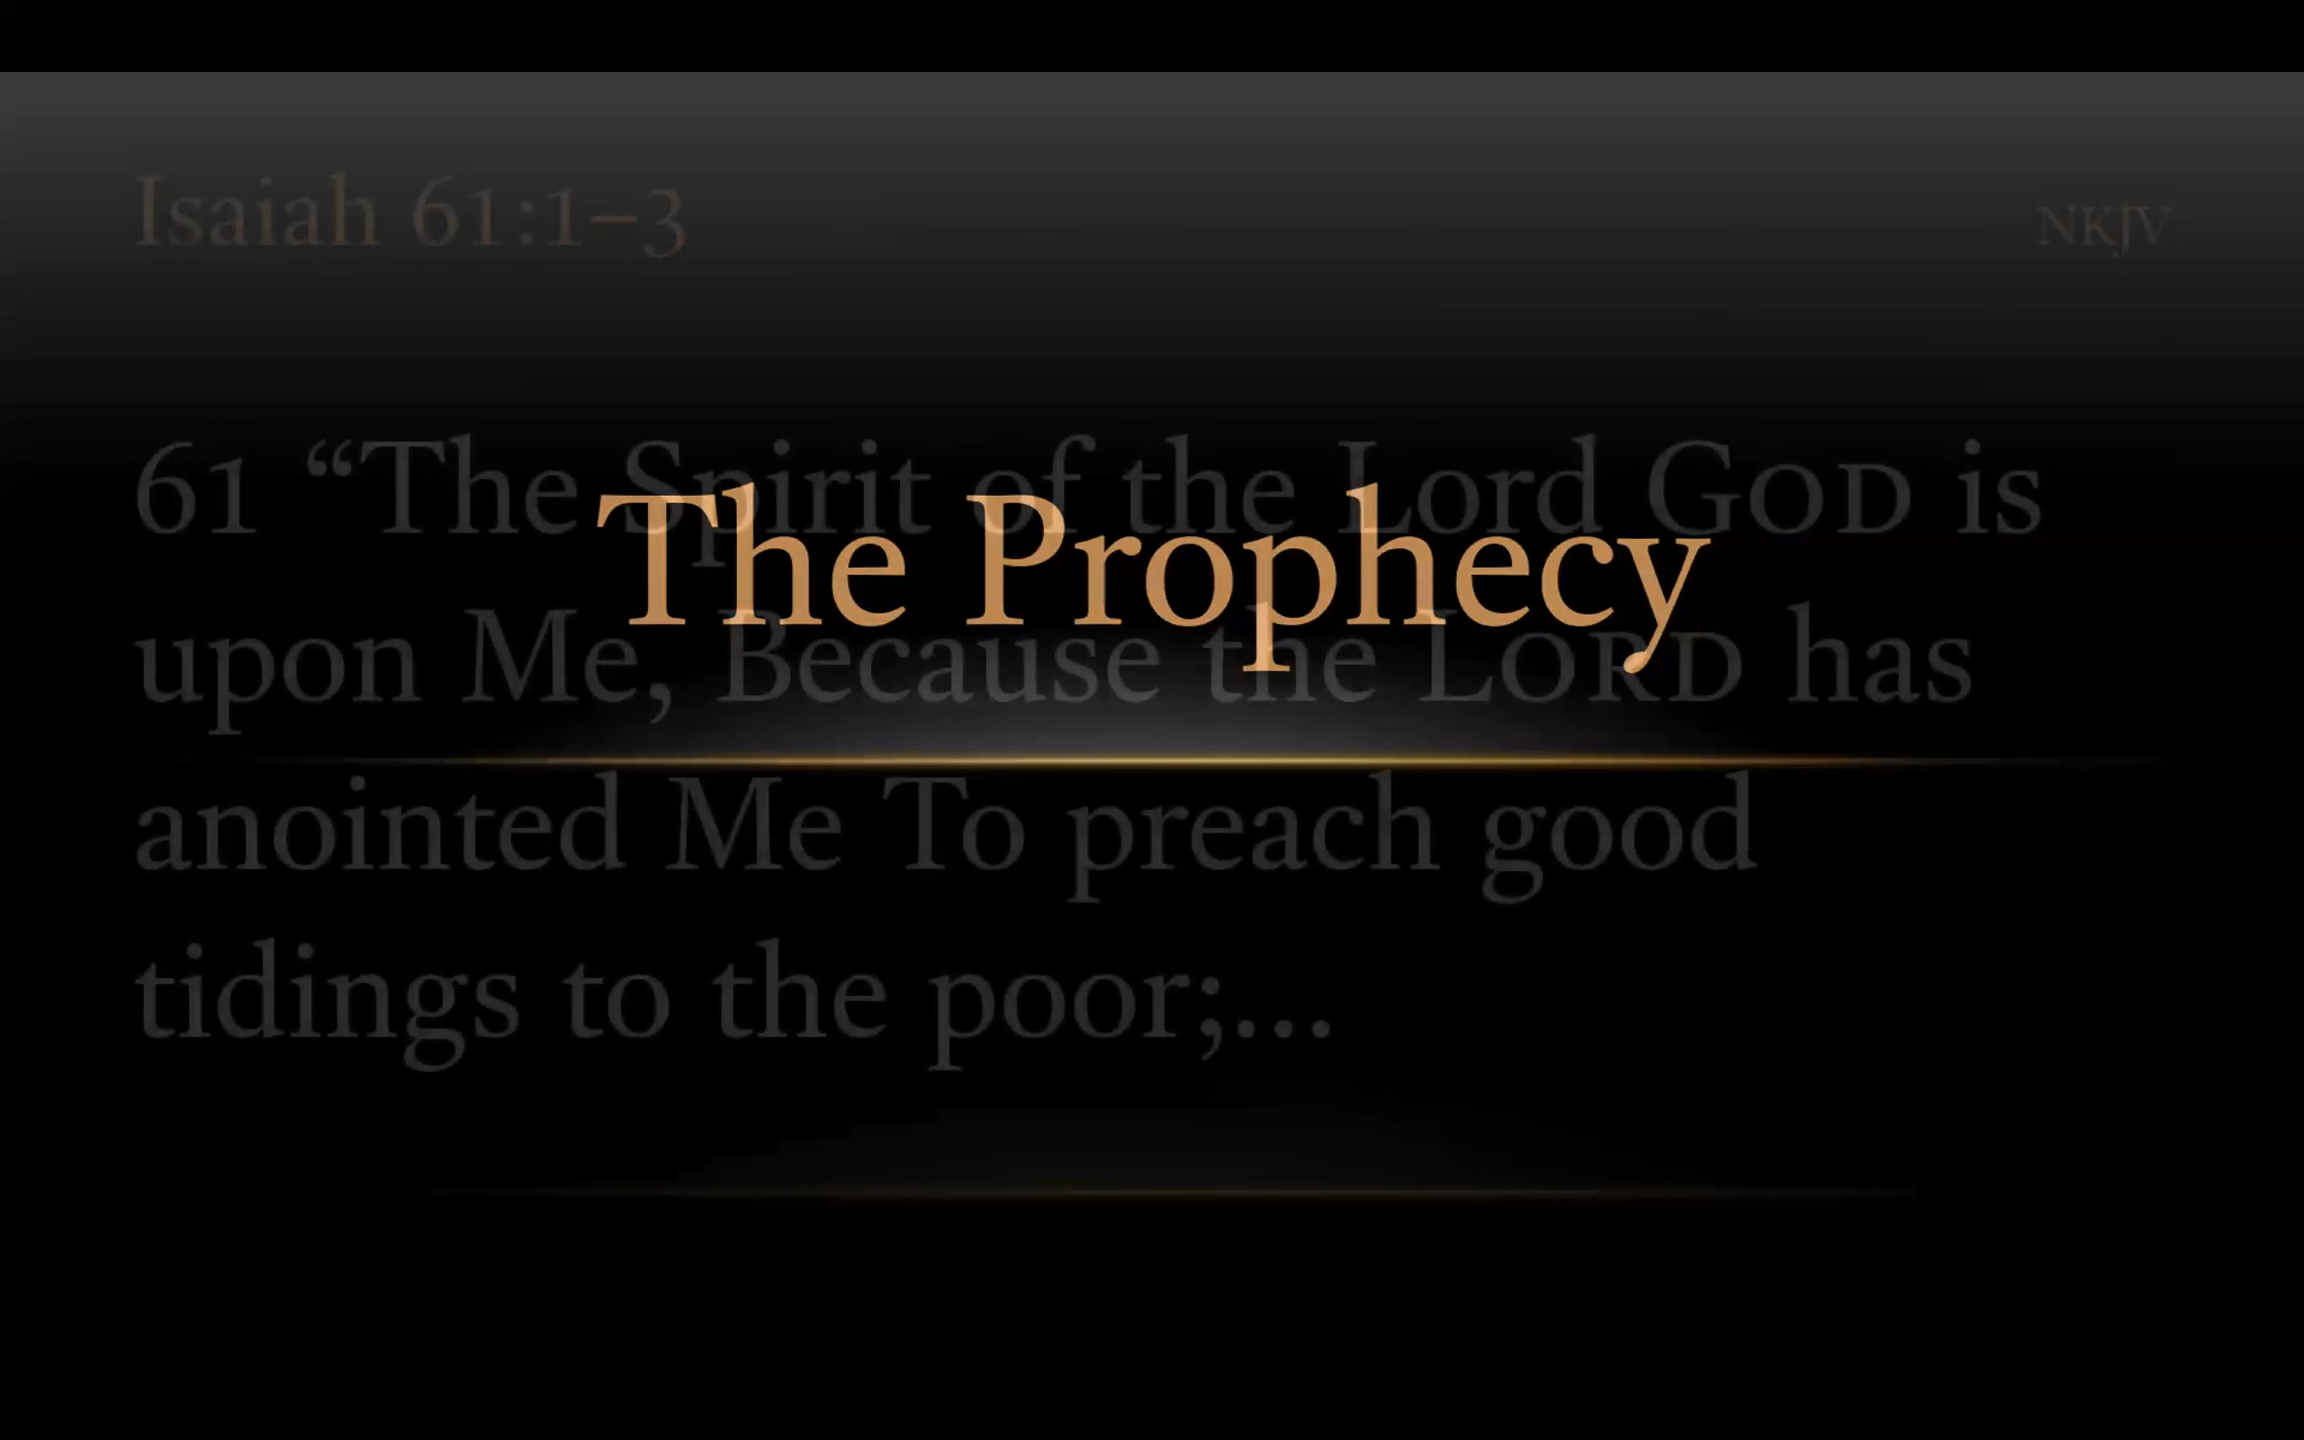 Isaiah 61:1–3
NKJV
The Prophecy
61 “The Spirit of the Lord GOD is
upon Me, Because the LORD has
anointed Me To preach good
tidings to the poor;...